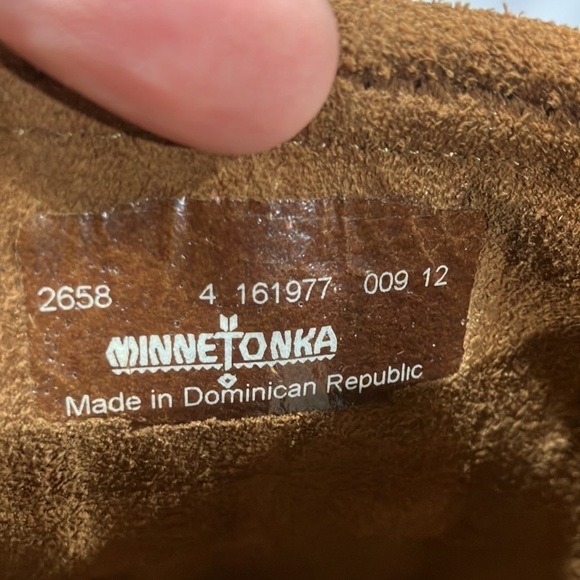 2658 4 161977 009 12
MINNETONKA
Made in Dominican Republic